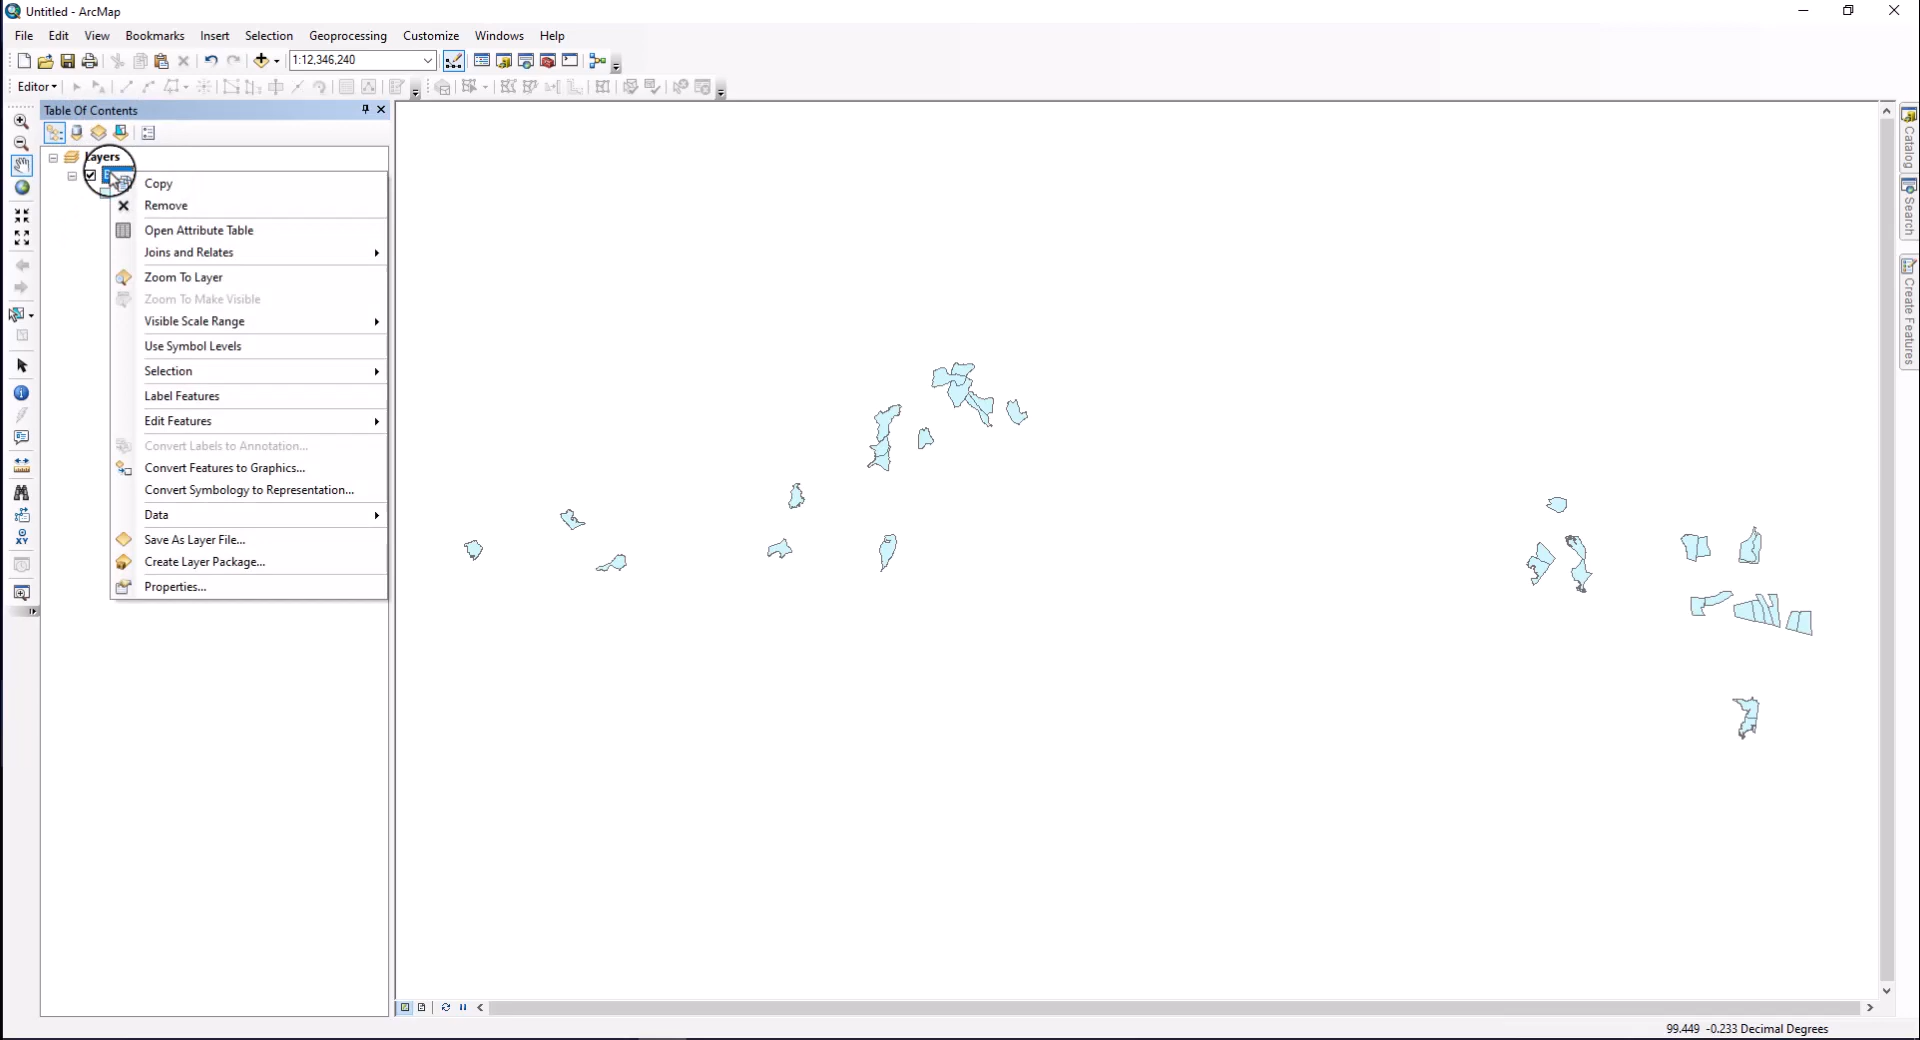 Untitled - ArcMap
File Edit View Bookmarks Insert Selection Geoprocessing Customize Windows Help
1:12,346,240
Editor
Table Of Contents
Layers
Copy
Remove
Open Attribute Table
Joins and Relates
Zoom To Layer
Zoom To Make Visible
Visible Scale Range
Use Symbol Levels
Selection
Label Features
Edit Features
Convert Labels to Annotation...
Convert Features to Graphics...
Convert Symbology to Representation...
Data
Save As Layer File...
Create Layer Package...
Properties...
XY
Catalog
Search
Create Features
99.449 -0.233 Decimal Degrees